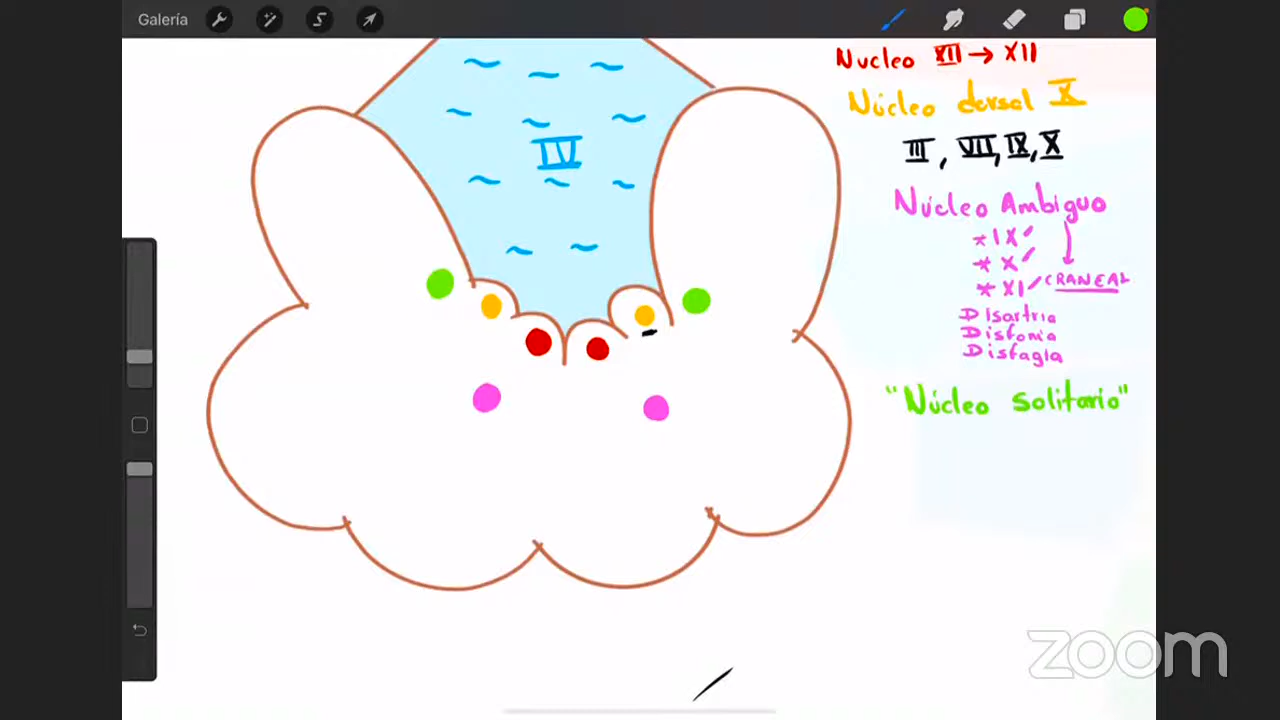 Galería
IV
Nucleo XII → XII
Núcleo dorsal X
III, VII, IX, X
Núcleo Ambiguo
* IX
* X
* XI CRANEAL
Disartria
Disfonia
Disfagia
"Núcleo solitario"
zoom